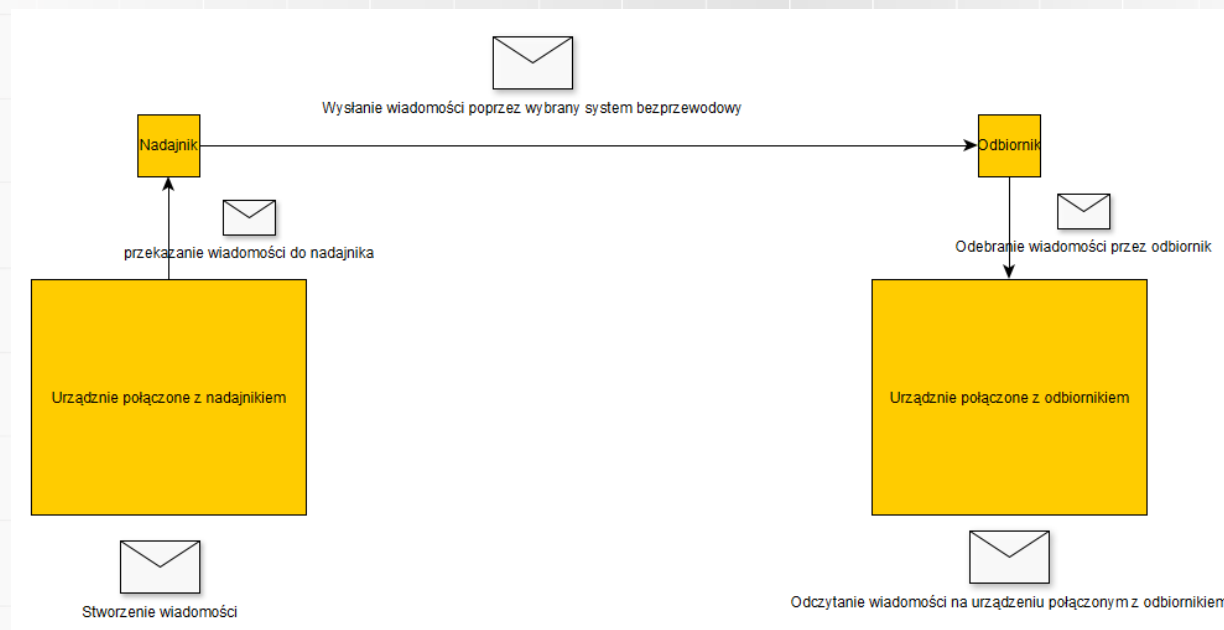 Wysłanie wiadomości poprzez wybrany system bezprzewodowy
Nadajnik
Odbiornik
przekazanie wiadomości do nadajnika
Odebranie wiadomości przez odbiornik
Urządznie połączone z nadajnikiem
Urządznie połączone z odbiornikiem
Stworzenie wiadomości
Odczytanie wiadomości na urządzeniu połączonym z odbiornikiem